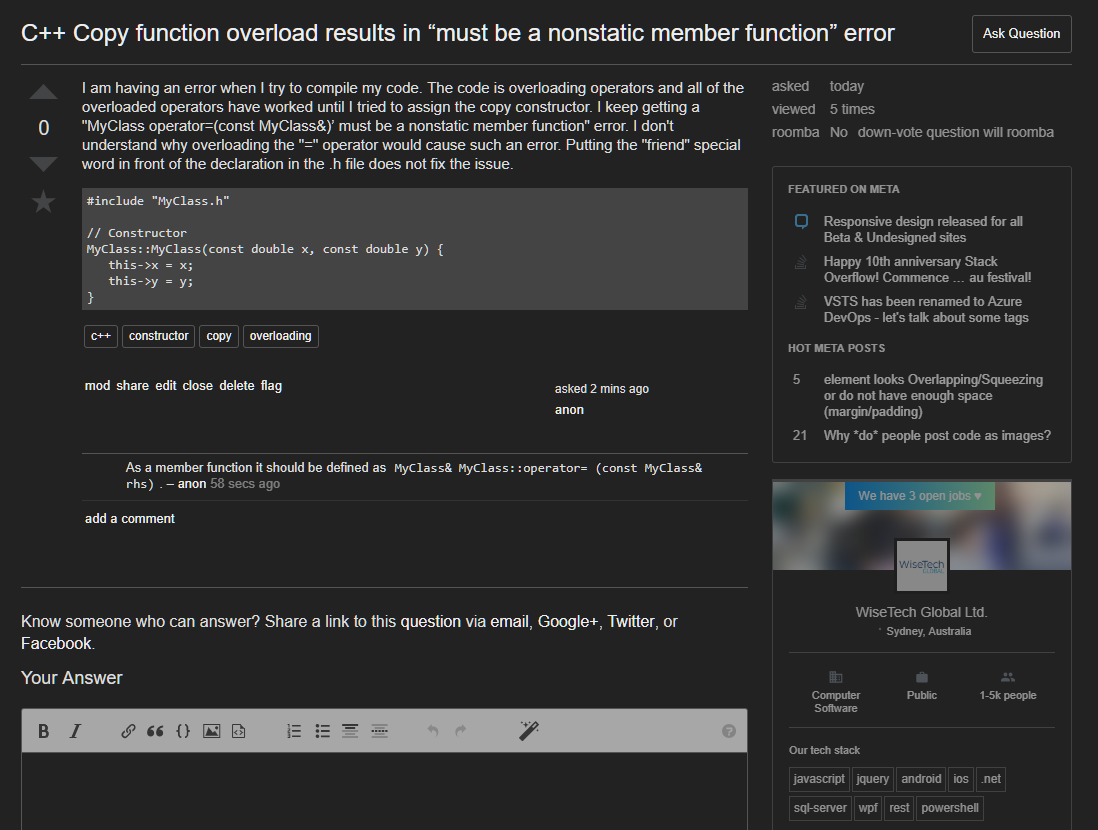 C++ Copy function overload results in “must be a nonstatic member function” error
Ask Question
0
I am having an error when I try to compile my code. The code is overloading operators and all of the
overloaded operators have worked until I tried to assign the copy constructor. I keep getting a
"MyClass operator=(const MyClass&)’ must be a nonstatic member function" error. I don't
understand why overloading the "=" operator would cause such an error. Putting the "friend" special
word in front of the declaration in the .h file does not fix the issue.
#include "MyClass.h"
// Constructor
MyClass::MyClass(const double x, const double y) {
this->x = x;
this->y = y;
}
c++ constructor copy overloading
mod share edit close delete flag
asked 2 mins ago
anon
As a member function it should be defined as MyClass& MyClass::operator= (const MyClass&
rhs) . – anon 58 secs ago
add a comment
Know someone who can answer? Share a link to this question via email, Google+, Twitter, or
Facebook.
Your Answer
B I
asked today
viewed 5 times
roomba No down-vote question will roomba
FEATURED ON META
Responsive design released for all
Beta & Undesigned sites
Happy 10th anniversary Stack
Overflow! Commence … au festival!
VSTS has been renamed to Azure
DevOps - let's talk about some tags
HOT META POSTS
5 element looks Overlapping/Squeezing
or do not have enough space
(margin/padding)
21 Why *do* people post code as images?
We have 3 open jobs ♥
WiseTech
GLOBAL
WiseTech Global Ltd.
Sydney, Australia
Computer
Software
Public
1-5k people
Our tech stack
javascript jquery android ios .net
sql-server wpf rest powershell